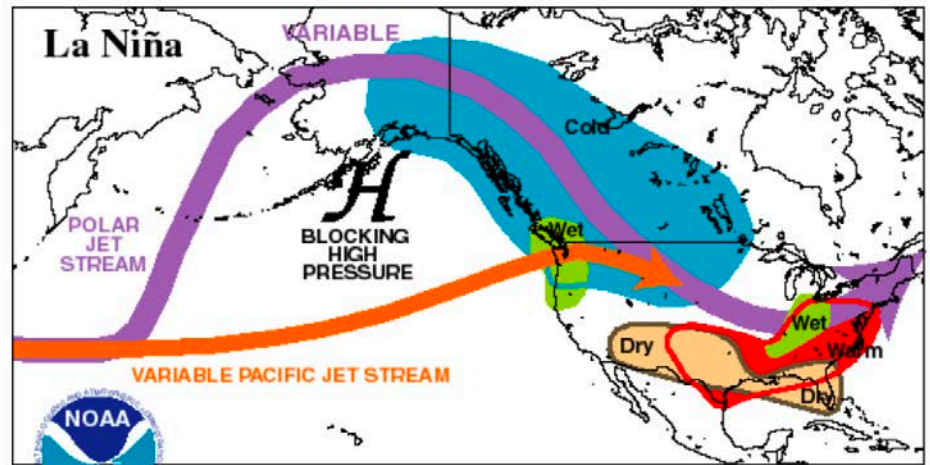 La Niña
VARIABLE
Cold
POLAR
JET
STREAM
H
BLOCKING
HIGH
PRESSURE
Wet
Wet
Dry
Warm
Dry
VARIABLE PACIFIC JET STREAM
NOAA